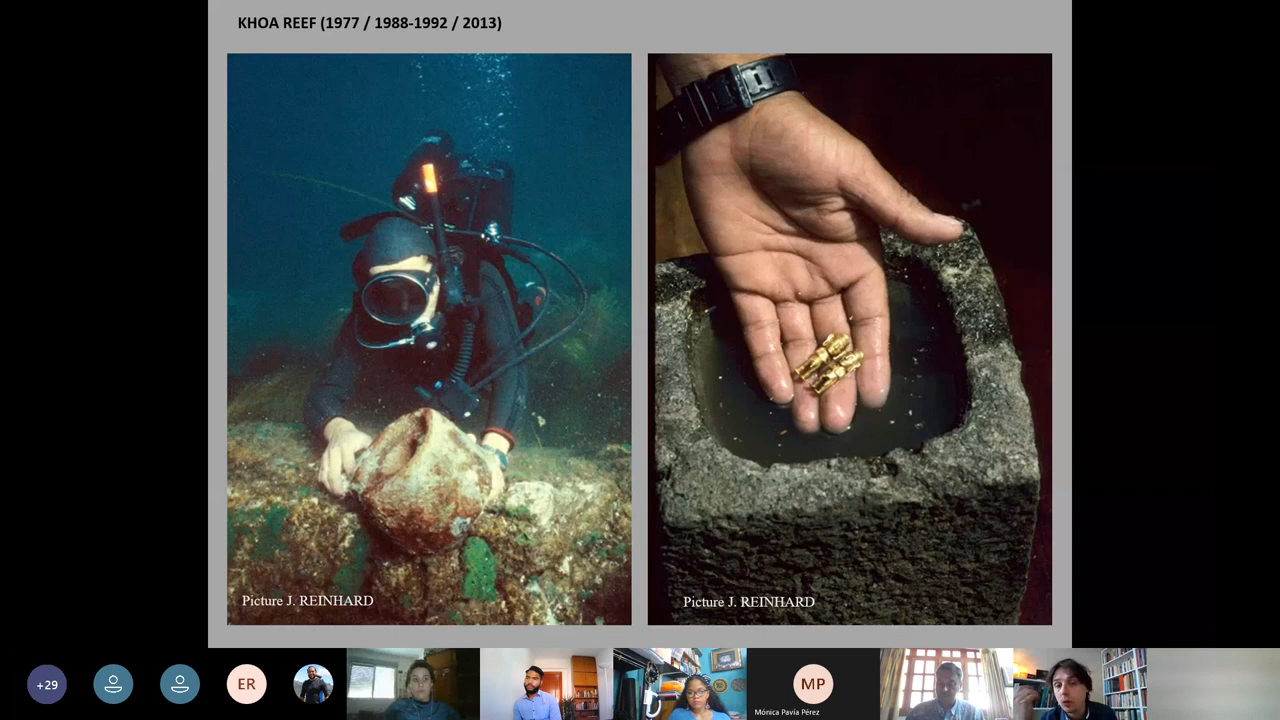 KHOA REEF (1977 / 1988-1992 / 2013)
Picture J. REINHARD
Picture J. REINHARD
+29
ER
MP
Mónica Pavía Pérez